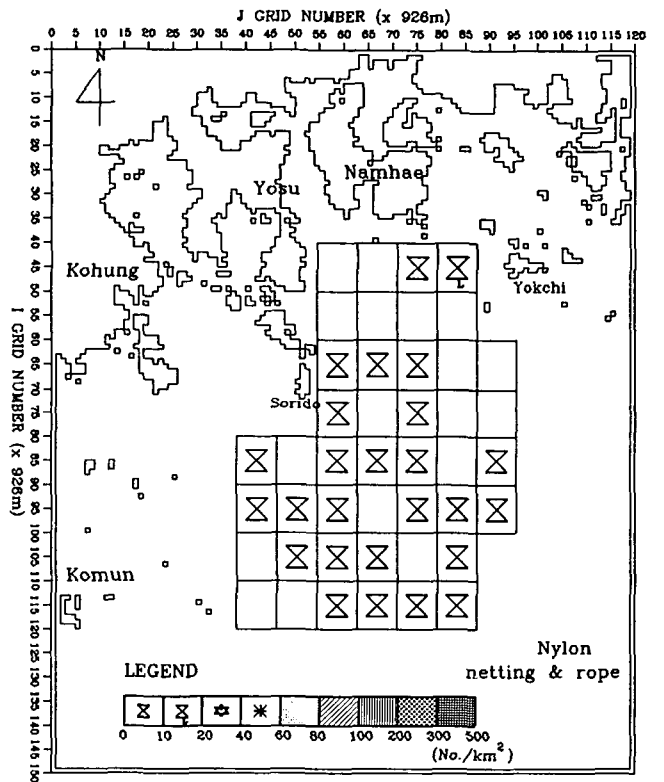 J GRID NUMBER (x 926m)
0 5 10 15 20 25 30 35 40 45 50 55 60 65 70 75 80 85 90 95 100 105 110 115 120
I GRID NUMBER (x 926m)
0 5 10 15 20 25 30 35 40 45 50 55 60 65 70 75 80 85 90 95 100 105 110 115 120 125 130 135 140 145 150
N
Yosu
Namhae
Kohung
Yokchi
Sorido
Komun
Nylon
netting & rope
LEGEND
0 10 20 40 60 80 100 200 300 500
(No./km²)